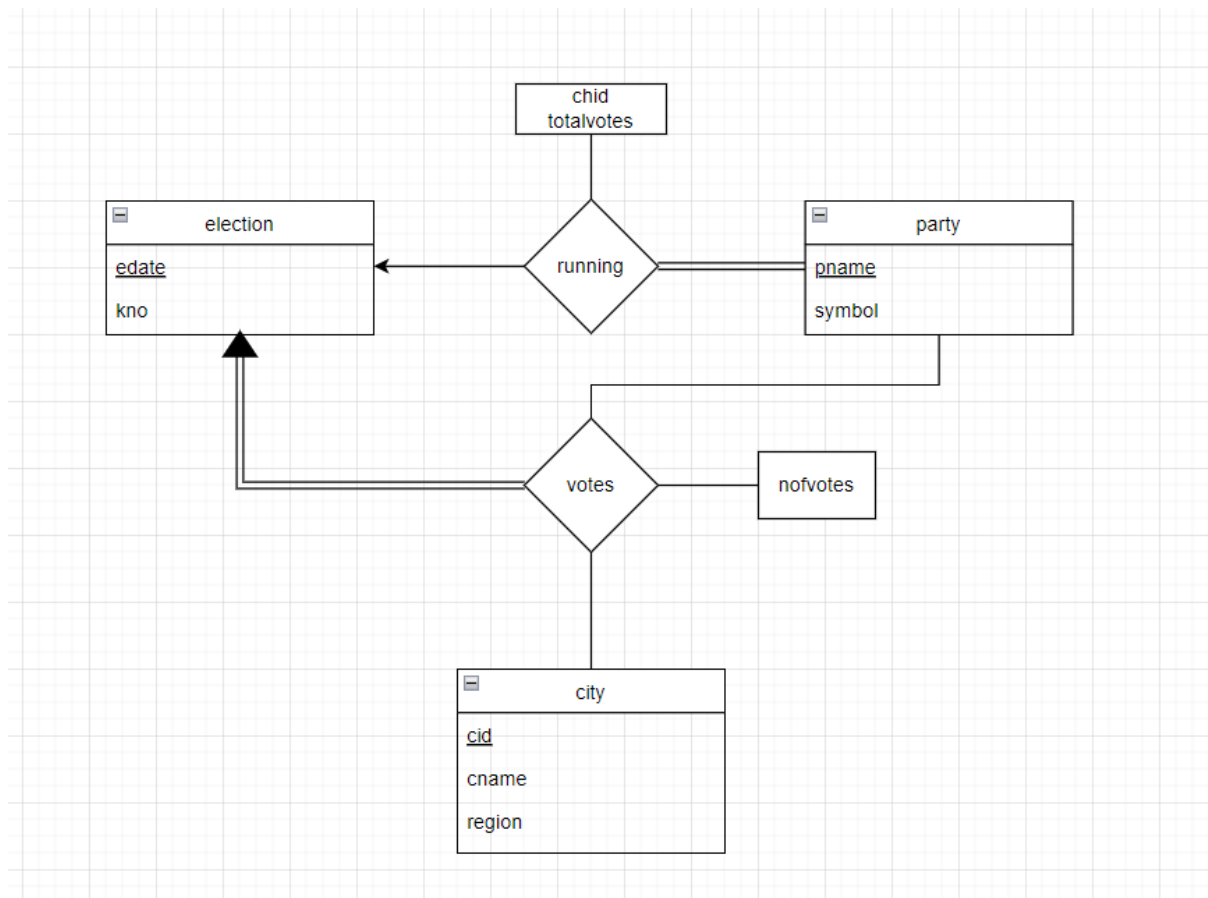 chid
totalvotes
election
edate
kno
running
party
pname
symbol
votes
nofvotes
city
cid
cname
region